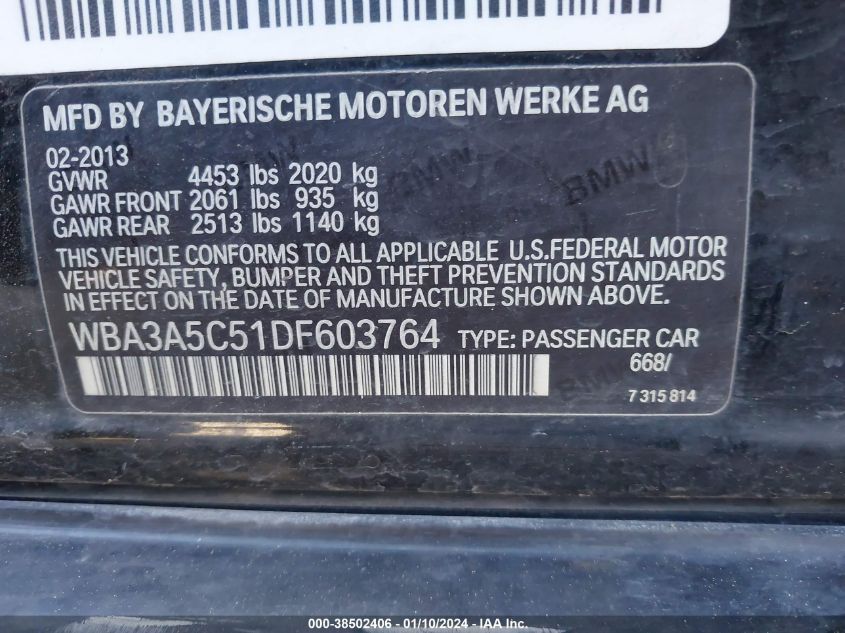 MFD BY BAYERISCHE MOTOREN WERKE AG
02-2013
GVWR 4453 lbs 2020 kg
GAWR FRONT 2061 lbs 935 kg
GAWR REAR 2513 lbs 1140 kg
THIS VEHICLE CONFORMS TO ALL APPLICABLE U.S.FEDERAL MOTOR
VEHICLE SAFETY, BUMPER AND THEFT PREVENTION STANDARDS
IN EFFECT ON THE DATE OF MANUFACTURE SHOWN ABOVE.
WBA3A5C51DF603764 TYPE: PASSENGER CAR
668/
7 315 814
BMW
BMW
BMW
000-38502406 - 01/10/2024 - IAA Inc.